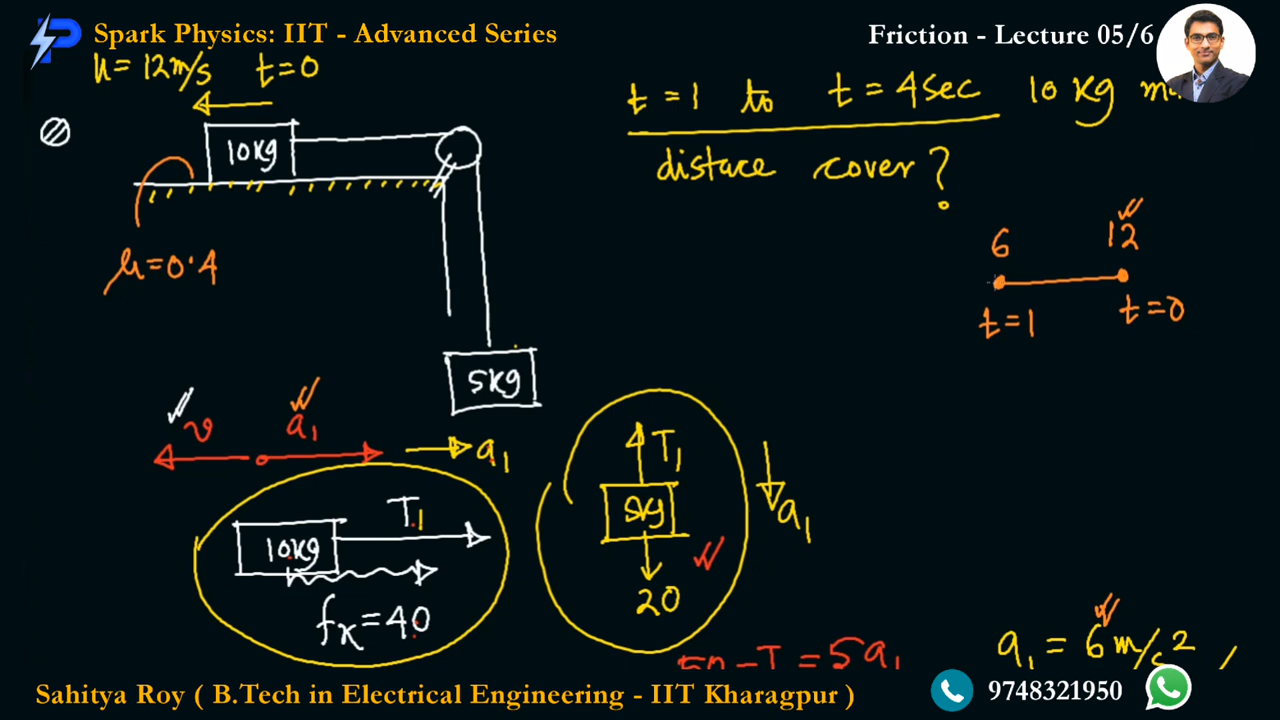 Spark Physics: IIT - Advanced Series
Friction - Lecture 05/6
u = 12m/s t=0
t = 1 to t = 4sec 10 kg
distace cover ?
10kg
μ=0.4
6 12
t=1 t=0
5kg
v a1
a1
T1
10kg
fk=40
T1
5kg
a1
20
-T = 5a1
a1 = 6m/s2
Sahitya Roy ( B.Tech in Electrical Engineering - IIT Kharagpur )
9748321950